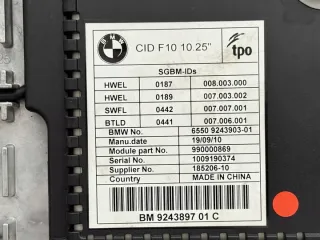 BMW
CID F10 10.25"
tpo
SGBM-IDs
HWEL 0187 008.003.000
HWEL 0189 007.003.002
SWFL 0442 007.007.001
BTLD 0441 007.006.001
BMW No. 6550 9243903-01
Manu.date 19/09/10
Module part No. 990000869
Serial No. 1009190374
Supplier No. 185206-10
Country MADE IN CHINA
BM 9243897 01 C